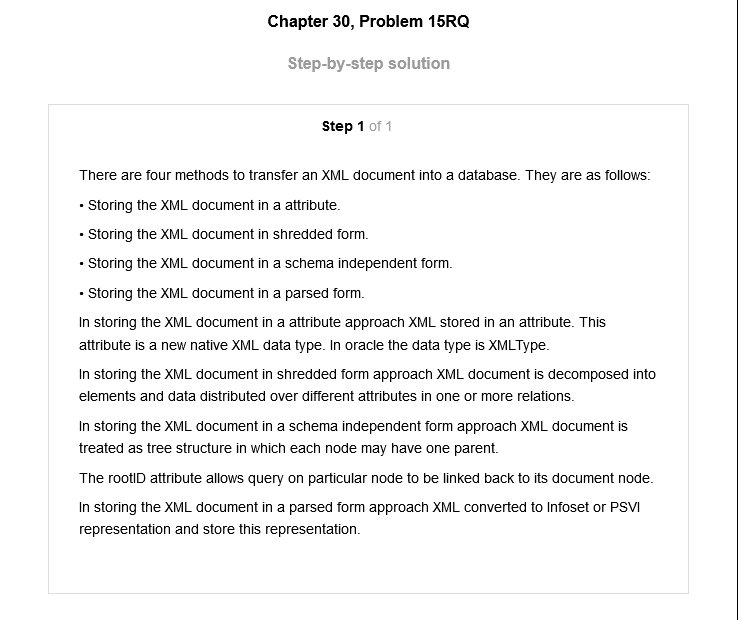 Chapter 30, Problem 15RQ
Step-by-step solution
Step 1 of 1
There are four methods to transfer an XML document into a database. They are as follows:
• Storing the XML document in a attribute.
• Storing the XML document in shredded form.
• Storing the XML document in a schema independent form.
• Storing the XML document in a parsed form.
In storing the XML document in a attribute approach XML stored in an attribute. This
attribute is a new native XML data type. In oracle the data type is XMLType.
In storing the XML document in shredded form approach XML document is decomposed into
elements and data distributed over different attributes in one or more relations.
In storing the XML document in a schema independent form approach XML document is
treated as tree structure in which each node may have one parent.
The rootID attribute allows query on particular node to be linked back to its document node.
In storing the XML document in a parsed form approach XML converted to Infoset or PSVI
representation and store this representation.